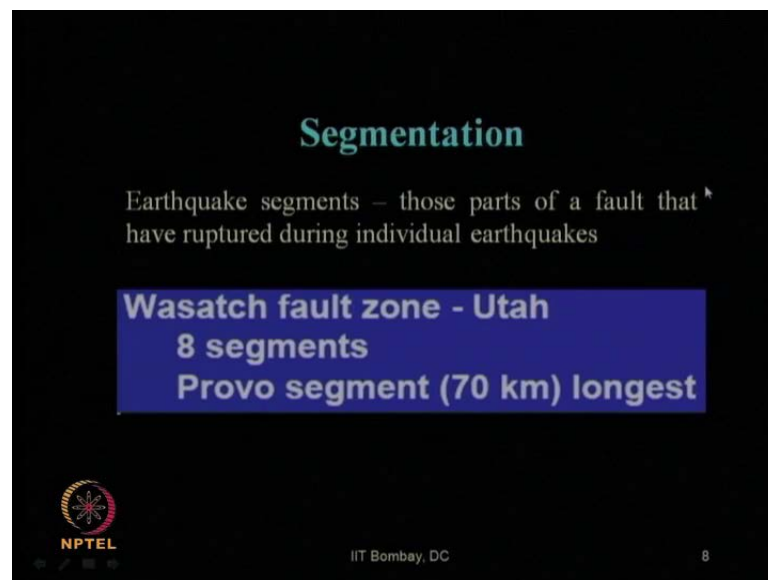 Segmentation
Earthquake segments – those parts of a fault that
have ruptured during individual earthquakes
Wasatch fault zone - Utah
8 segments
Provo segment (70 km) longest
NPTEL
IIT Bombay, DC
8